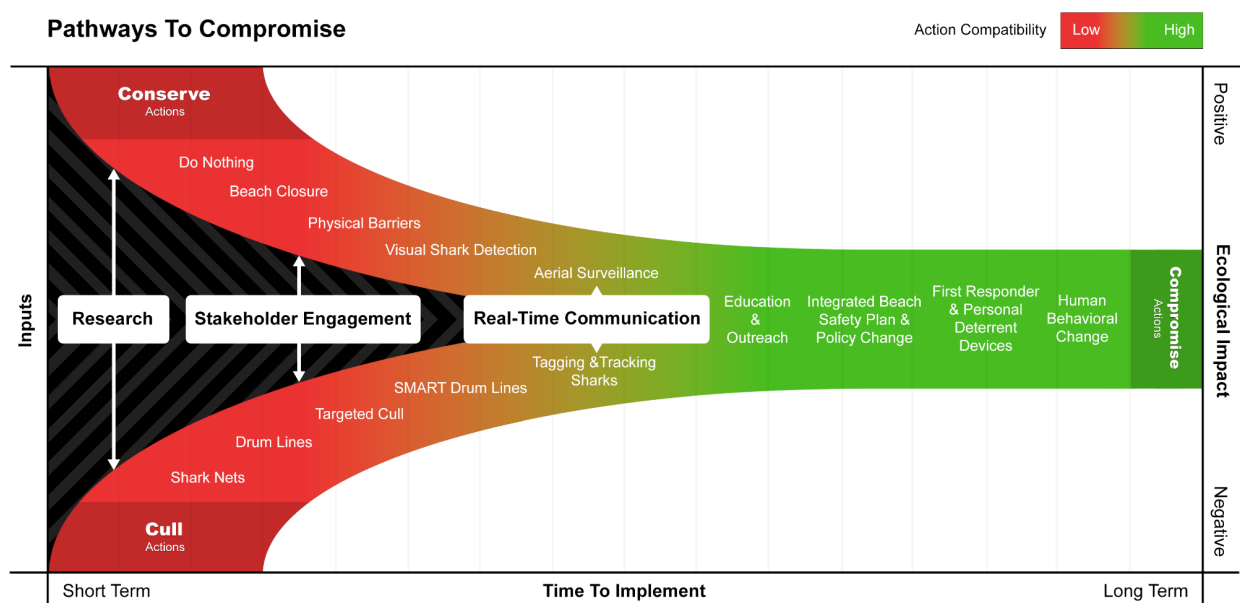 Pathways To Compromise
Action Compatibility
Low
High
Conserve
Actions
Do Nothing
Beach Closure
Physical Barriers
Visual Shark Detection
Aerial Surveillance
Inputs
Research
Stakeholder Engagement
Real-Time Communication
Education
&
Outreach
Integrated Beach
Safety Plan &
Policy Change
First Responder
& Personal
Deterrent
Devices
Human
Behavioral
Change
Compromise
Actions
Tagging &Tracking
Sharks
SMART Drum Lines
Targeted Cull
Drum Lines
Shark Nets
Cull
Actions
Positive
Ecological Impact
Negative
Short Term
Time To Implement
Long Term